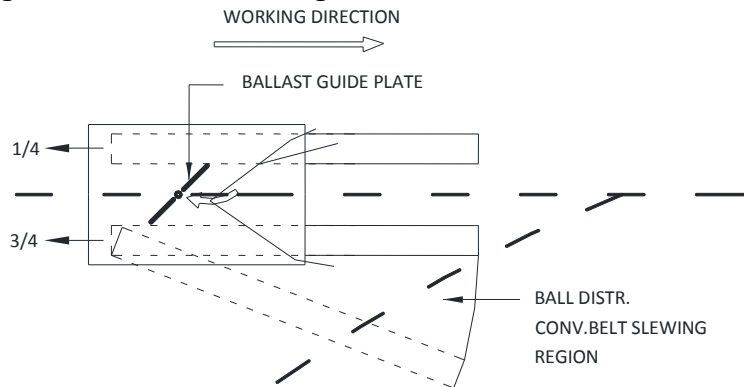 WORKING DIRECTION
BALLAST GUIDE PLATE
1/4
3/4
BALL DISTR.
CONV.BELT SLEWING
REGION